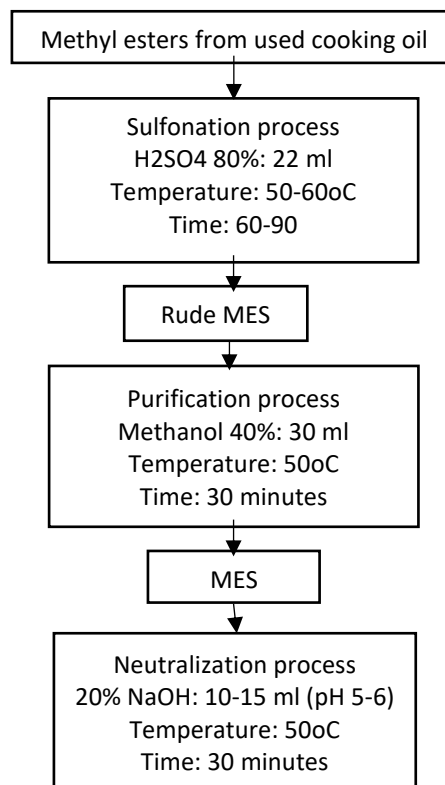 Methyl esters from used cooking oil
Sulfonation process
H2SO4 80%: 22 ml
Temperature: 50-60oC
Time: 60-90
Rude MES
Purification process
Methanol 40%: 30 ml
Temperature: 50oC
Time: 30 minutes
MES
Neutralization process
20% NaOH: 10-15 ml (pH 5-6)
Temperature: 50oC
Time: 30 minutes